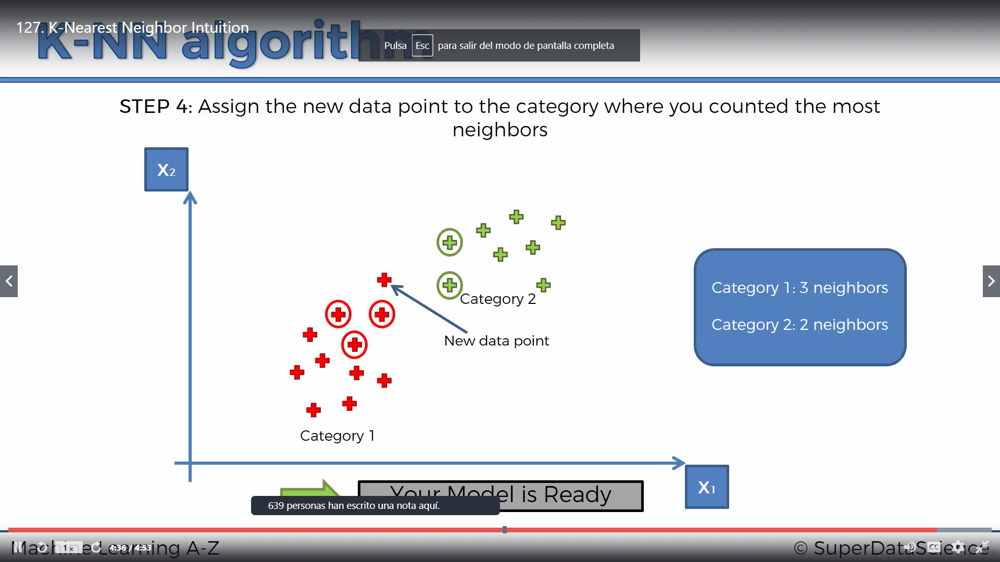 127. K-Nearest Neighbor Intuition
K-NN algorithm
Pulsa Esc para salir del modo de pantalla completa
STEP 4: Assign the new data point to the category where you counted the most
neighbors
X2
Category 2
New data point
Category 1: 3 neighbors
Category 2: 2 neighbors
Category 1
X1
Your Model is Ready
639 personas han escrito una nota aquí.
Machine Learning A-Z
1x
4:36 / 4:53
© SuperDataScience
CC